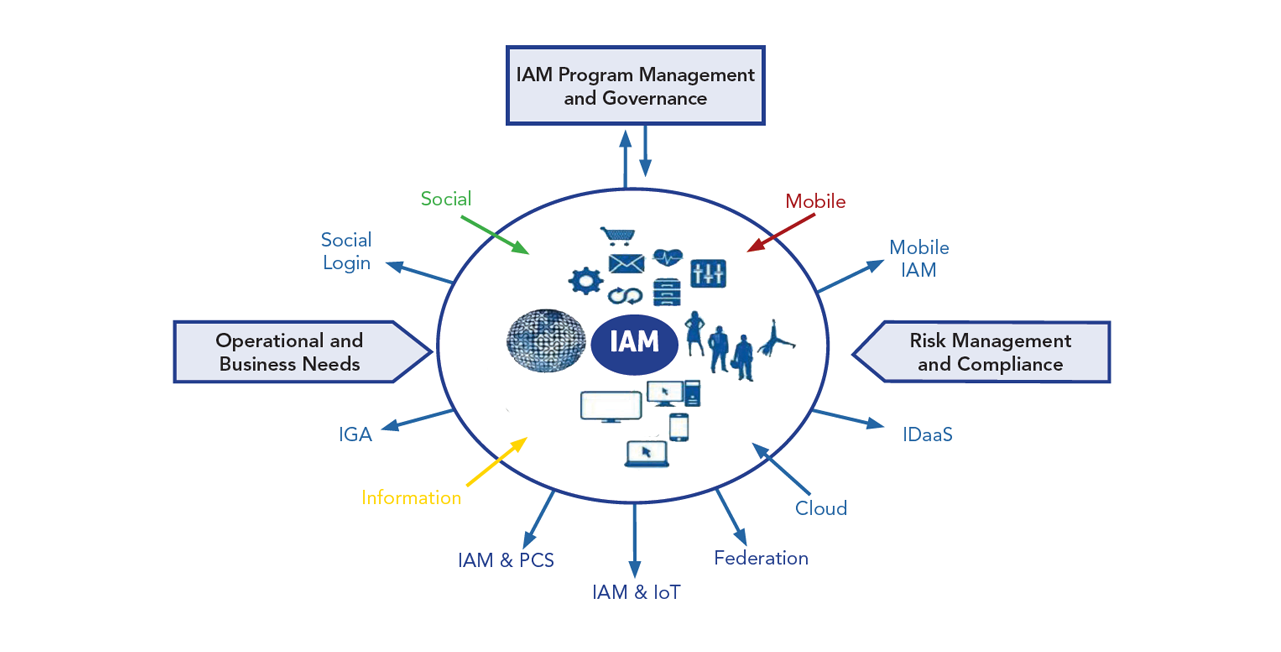 IAM Program Management
and Governance
Social
Mobile
Social
Login
Mobile
IAM
Operational and
Business Needs
IAM
Risk Management
and Compliance
IGA
IDaaS
Information
Cloud
IAM & PCS
Federation
IAM & IoT